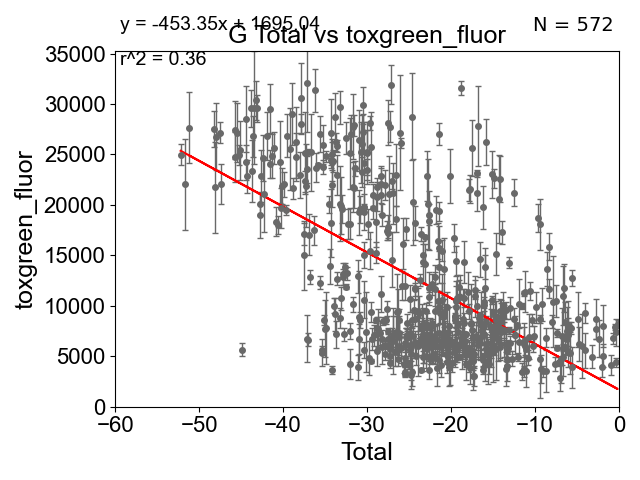 y = -453.35x + 1695.04
N = 572
G Total vs toxgreen_fluor
r^2 = 0.36
35000
30000
25000
20000
15000
10000
5000
0
toxgreen_fluor
−60 −50 −40 −30 −20 −10 0
Total